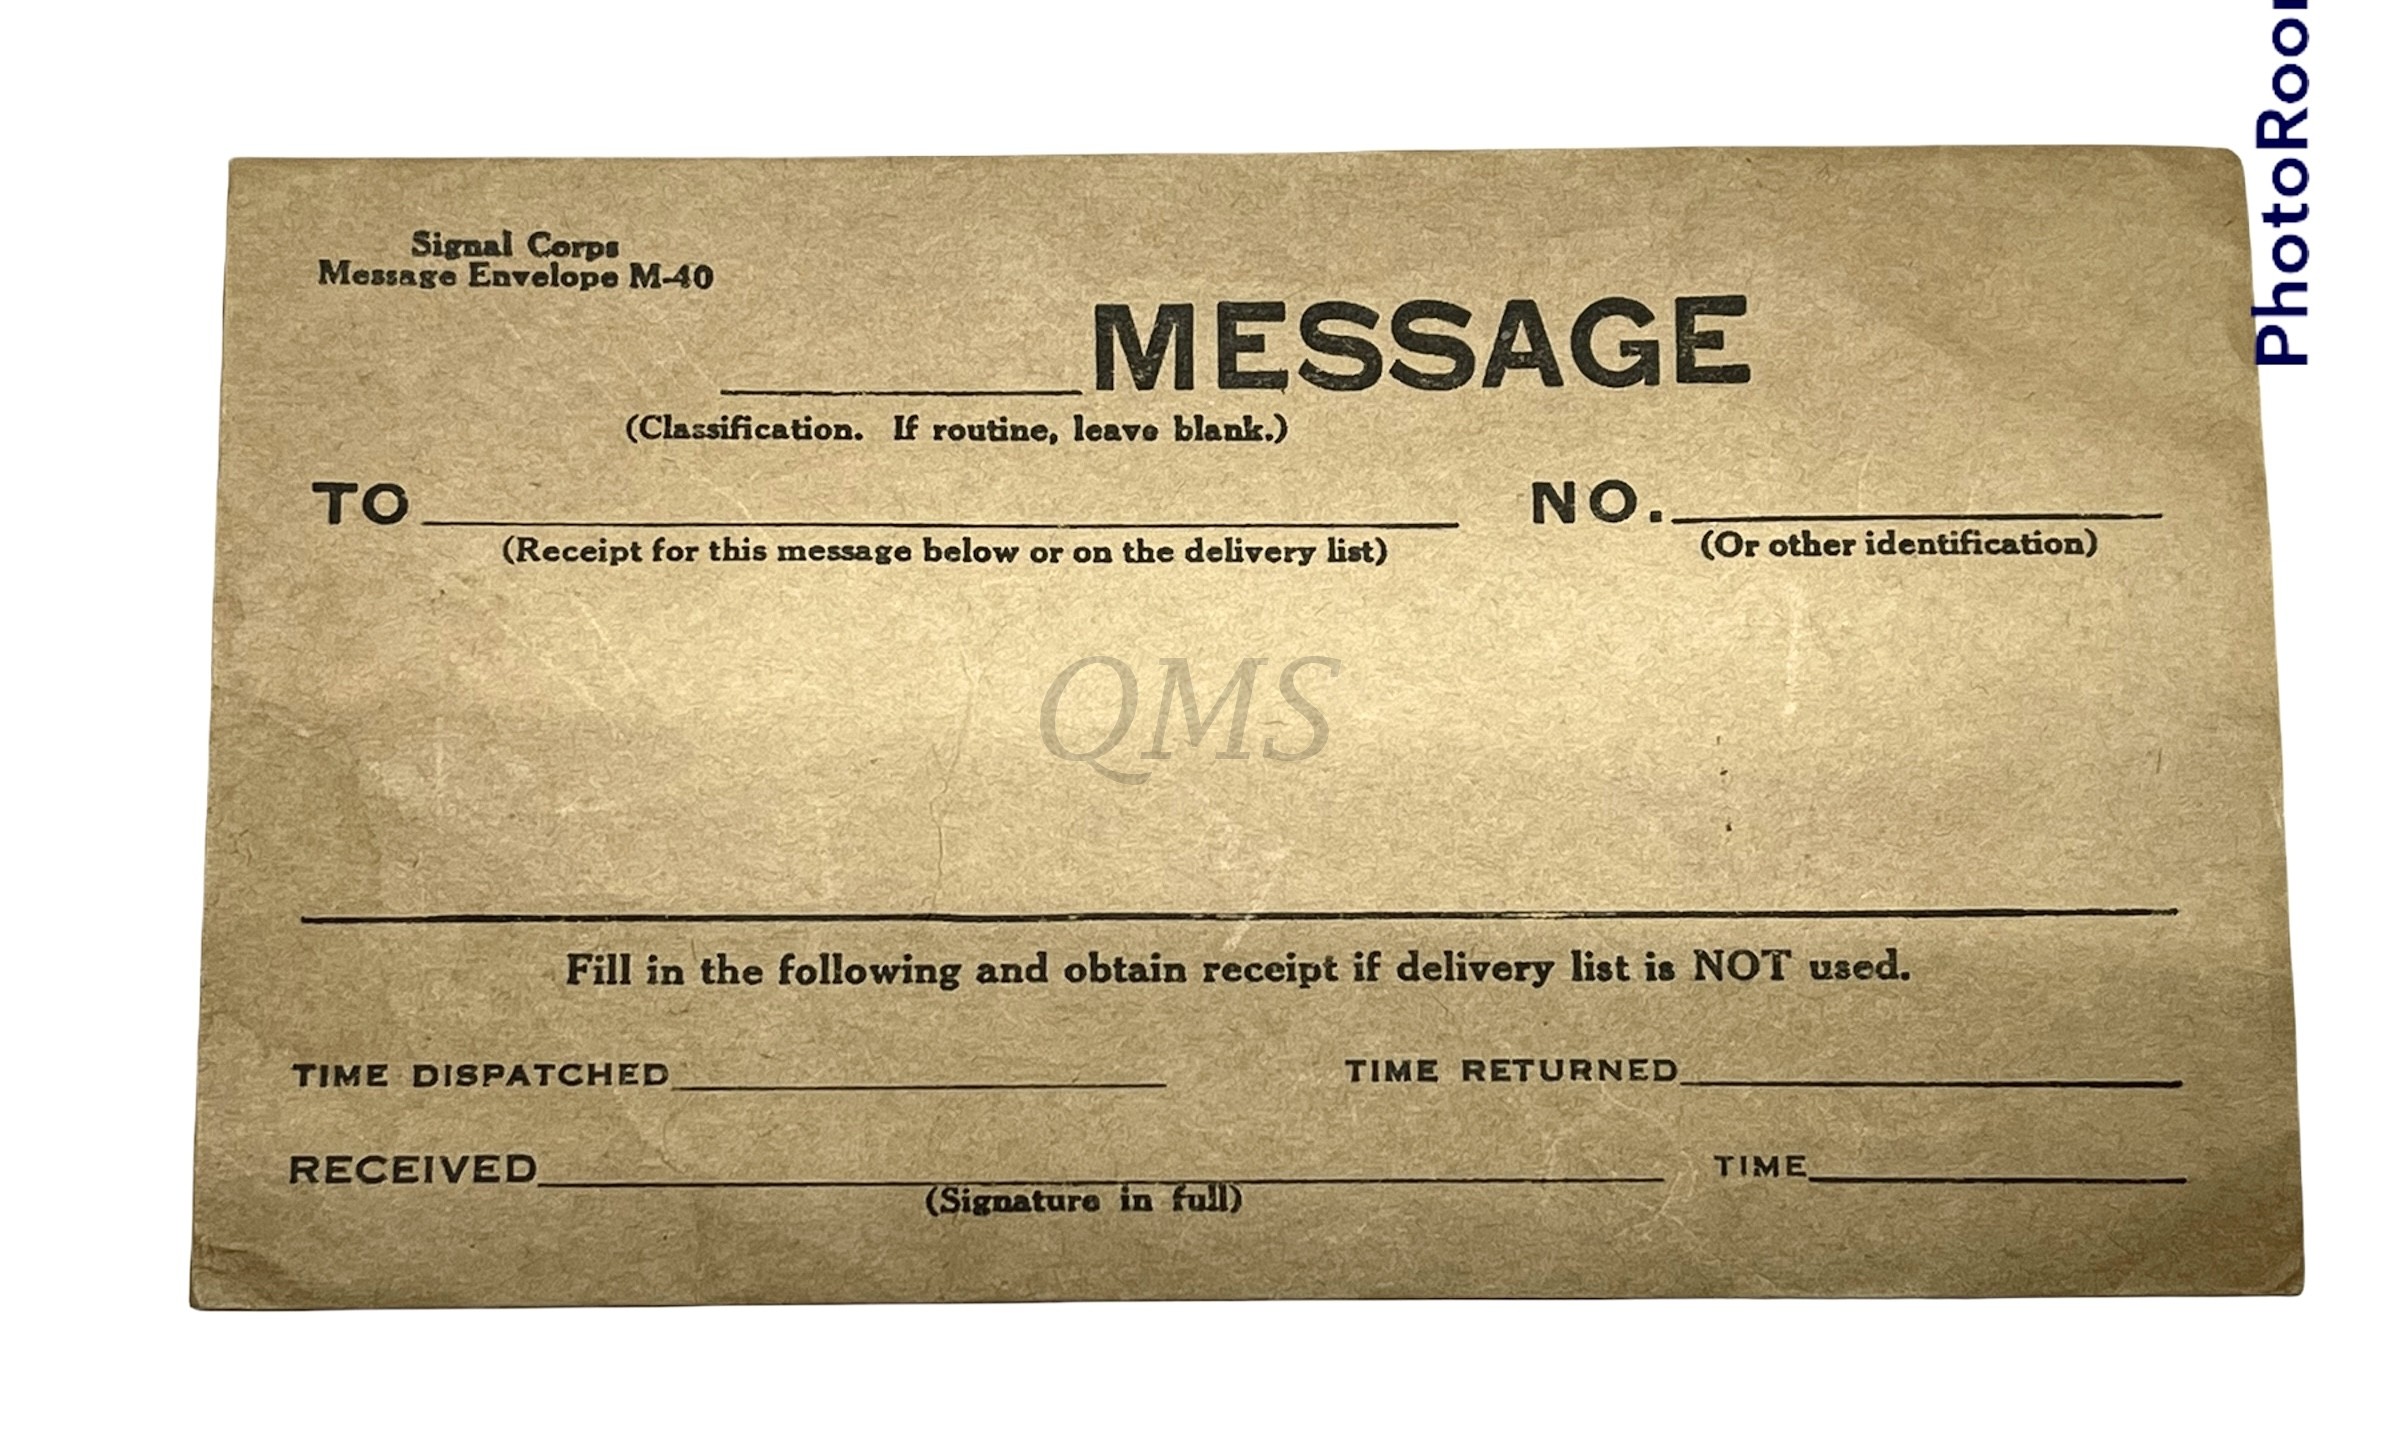 Signal Corps
Message Envelope M-40
MESSAGE
(Classification. If routine, leave blank.)
TO NO.
(Receipt for this message below or on the delivery list) (Or other identification)
QMS
Fill in the following and obtain receipt if delivery list is NOT used.
TIME DISPATCHED TIME RETURNED
RECEIVED TIME
(Signature in full)
PhotoRoo